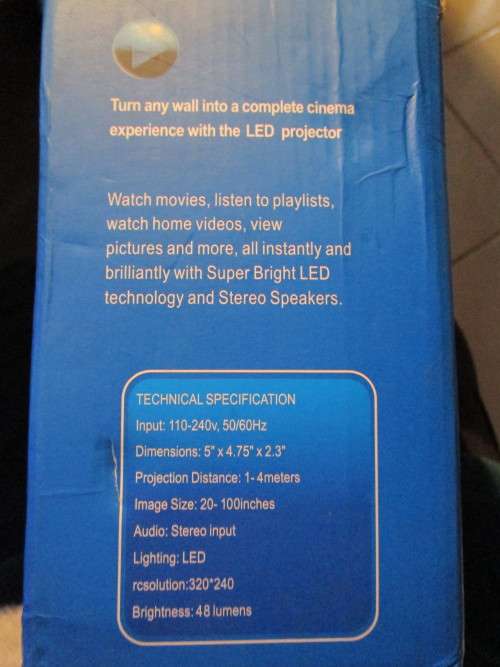 Turn any wall into a complete cinema
experience with the LED projector
Watch movies, listen to playlists,
watch home videos, view
pictures and more, all instantly and
brilliantly with Super Bright LED
technology and Stereo Speakers.
TECHNICAL SPECIFICATION
Input: 110-240v, 50/60Hz
Dimensions: 5" x 4.75" x 2.3"
Projection Distance: 1- 4meters
Image Size: 20- 100inches
Audio: Stereo input
Lighting: LED
rcsolution:320*240
Brightness: 48 lumens